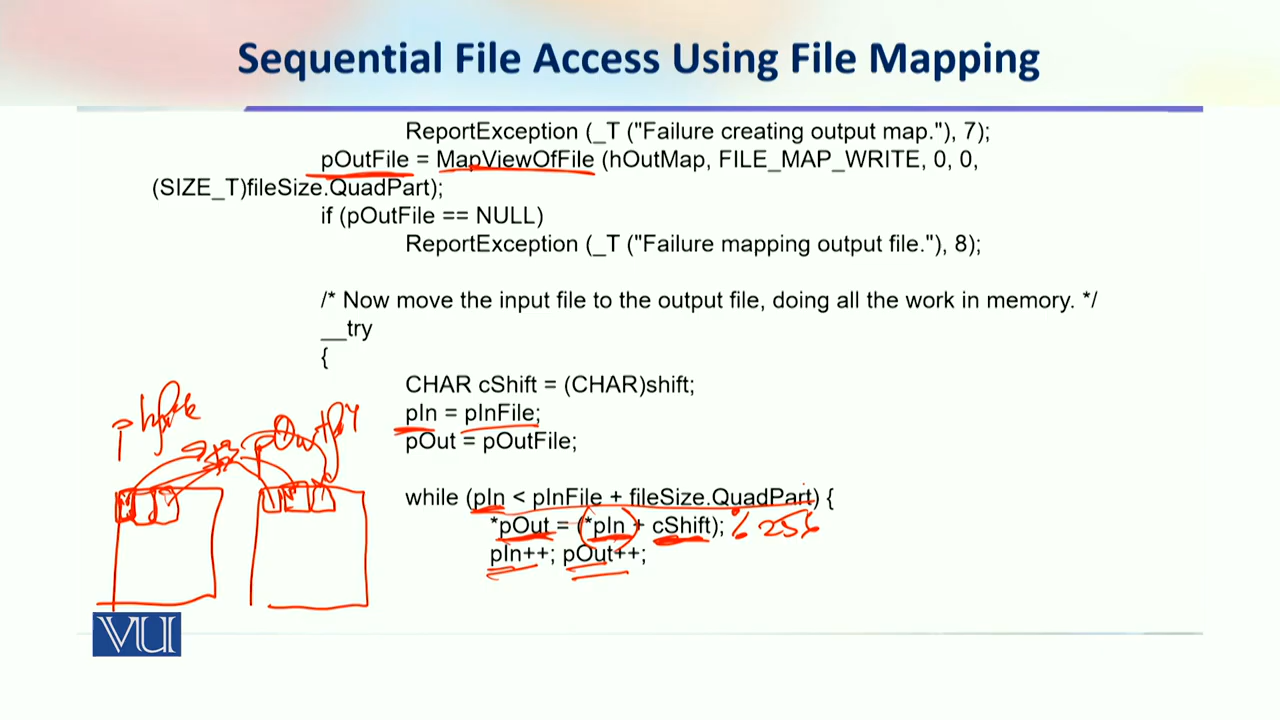 Sequential File Access Using File Mapping
ReportException (_T ("Failure creating output map."), 7);
pOutFile = MapViewOfFile (hOutMap, FILE_MAP_WRITE, 0, 0,
(SIZE_T)fileSize.QuadPart);
if (pOutFile == NULL)
ReportException (_T ("Failure mapping output file."), 8);
/* Now move the input file to the output file, doing all the work in memory. */
__try
{
CHAR cShift = (CHAR)shift;
pIn = pInFile;
pOut = pOutFile;
while (pIn < pInFile + fileSize.QuadPart) {
*pOut = (*pIn + cShift); % 256
pIn++; pOut++;
VU